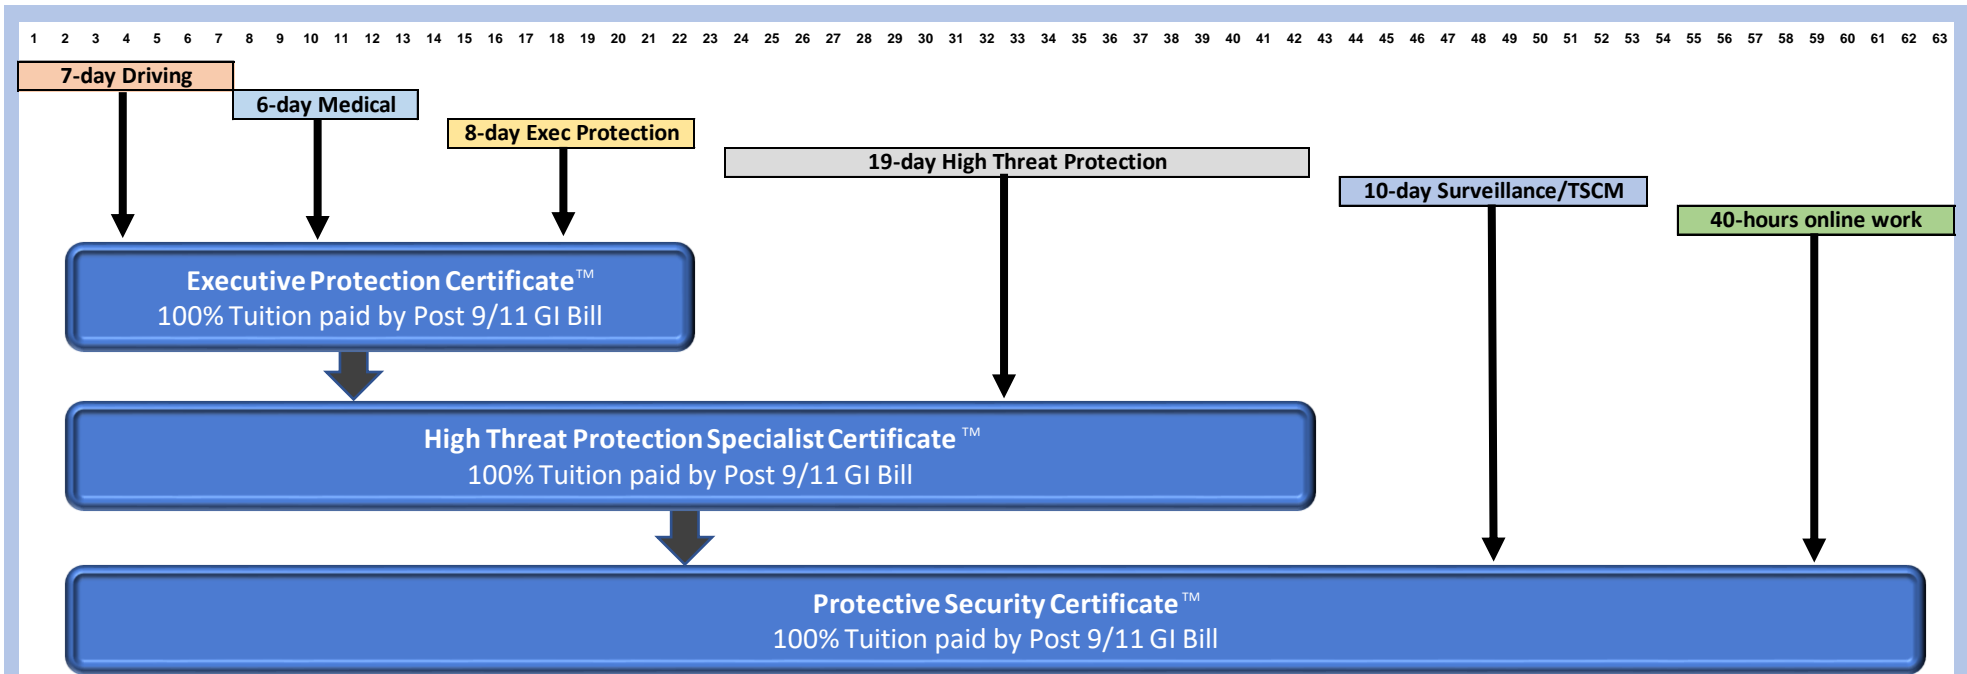 1 2 3 4 5 6 7 8 9 10 11 12 13 14 15 16 17 18 19 20 21 22 23 24 25 26 27 28 29 30 31 32 33 34 35 36 37 38 39 40 41 42 43 44 45 46 47 48 49 50 51 52 53 54 55 56 57 58 59 60 61 62 63
7-day Driving
6-day Medical
8-day Exec Protection
19-day High Threat Protection
10-day Surveillance/TSCM
40-hours online work
Executive Protection Certificate™
100% Tuition paid by Post 9/11 GI Bill
High Threat Protection Specialist Certificate ™
100% Tuition paid by Post 9/11 GI Bill
Protective Security Certificate™
100% Tuition paid by Post 9/11 GI Bill